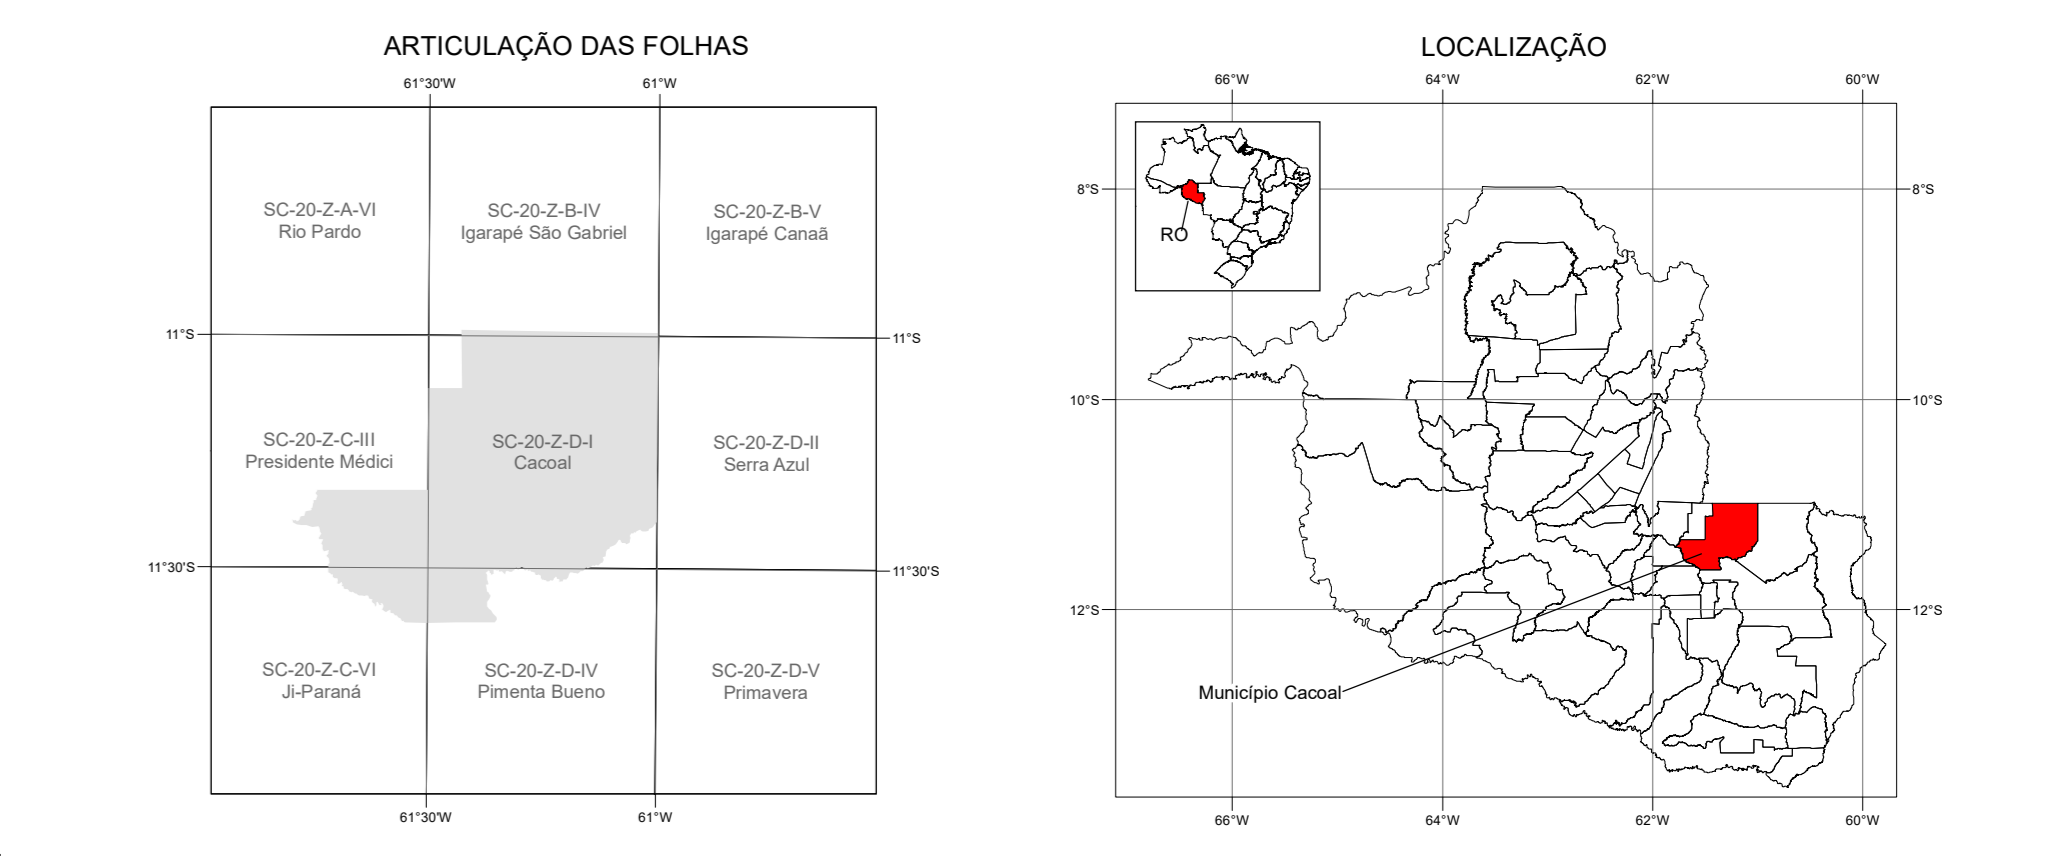 ARTICULAÇÃO DAS FOLHAS
61°30'W
61°W
SC-20-Z-A-VI
Rio Pardo
SC-20-Z-B-IV
Igarapé São Gabriel
SC-20-Z-B-V
Igarapé Canaã
11°S
11°S
SC-20-Z-C-III
Presidente Médici
SC-20-Z-D-I
Cacoal
SC-20-Z-D-II
Serra Azul
11°30'S
11°30'S
SC-20-Z-C-VI
Ji-Paraná
SC-20-Z-D-IV
Pimenta Bueno
SC-20-Z-D-V
Primavera
61°30'W
61°W
LOCALIZAÇÃO
66°W
64°W
62°W
60°W
RO
8°S
8°S
10°S
10°S
12°S
12°S
Município Cacoal
66°W
64°W
62°W
60°W